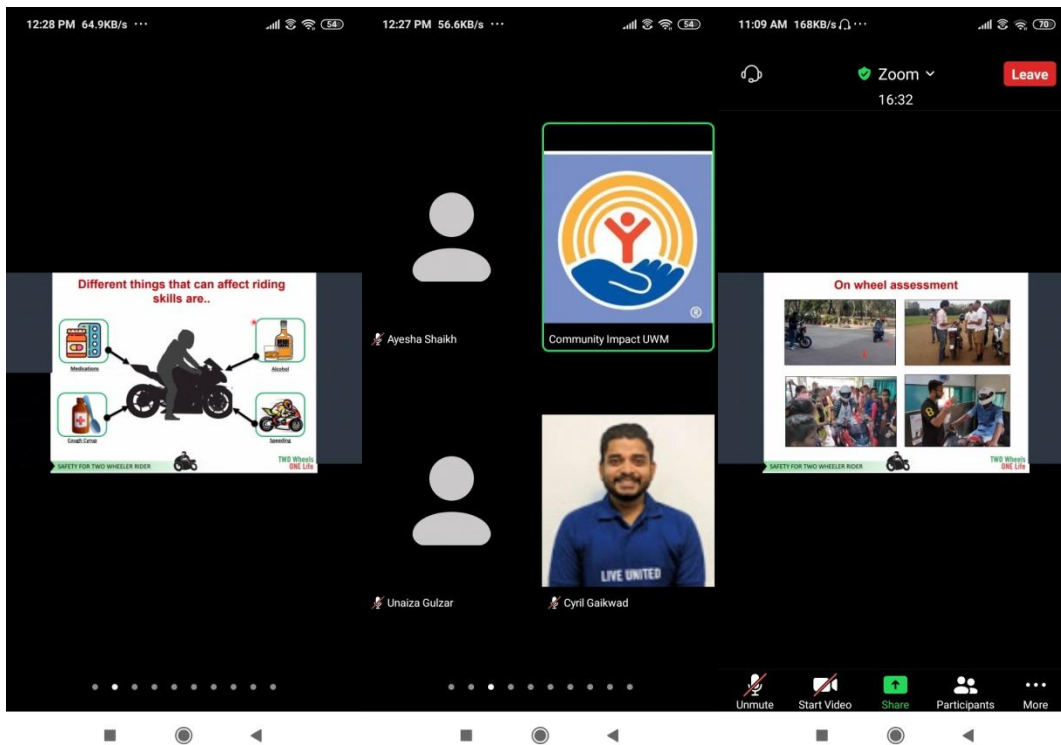 12:28 PM 64.9KB/s ···
54
Different things that can affect riding
skills are..
Medications
Alcohol
Cough Cyrup
Speeding
SAFETY FOR TWO WHEELER RIDER
TWO Wheels
ONE Life
12:27 PM 56.6KB/s ···
54
Ayesha Shaikh
®
Community Impact UWM
LIVE UNITED
Unaiza Gulzar
Cyril Gaikwad
11:09 AM 168KB/s ···
70
Zoom
Leave
16:32
On wheel assessment
8
SAFETY FOR TWO WHEELER RIDER
TWO Wheels
ONE Life
Unmute
Start Video
Share
Participants
More